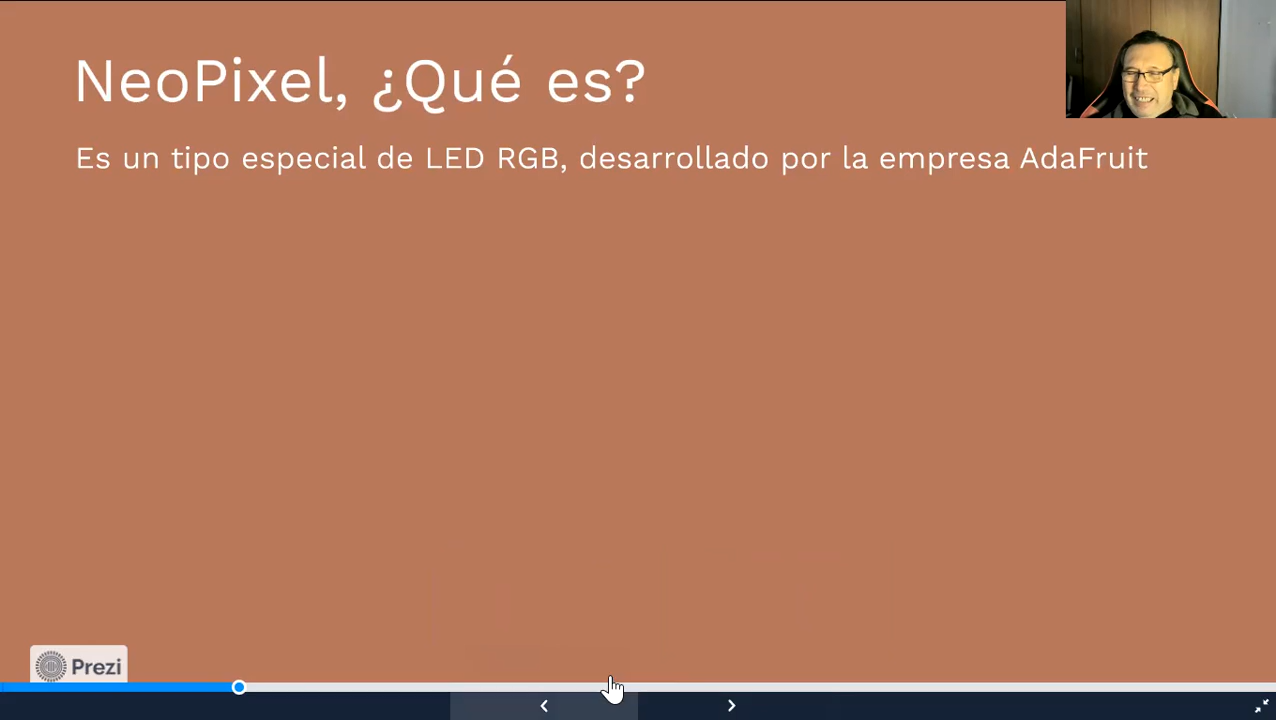 NeoPixel, ¿Qué es?
Es un tipo especial de LED RGB, desarrollado por la empresa AdaFruit
Prezi